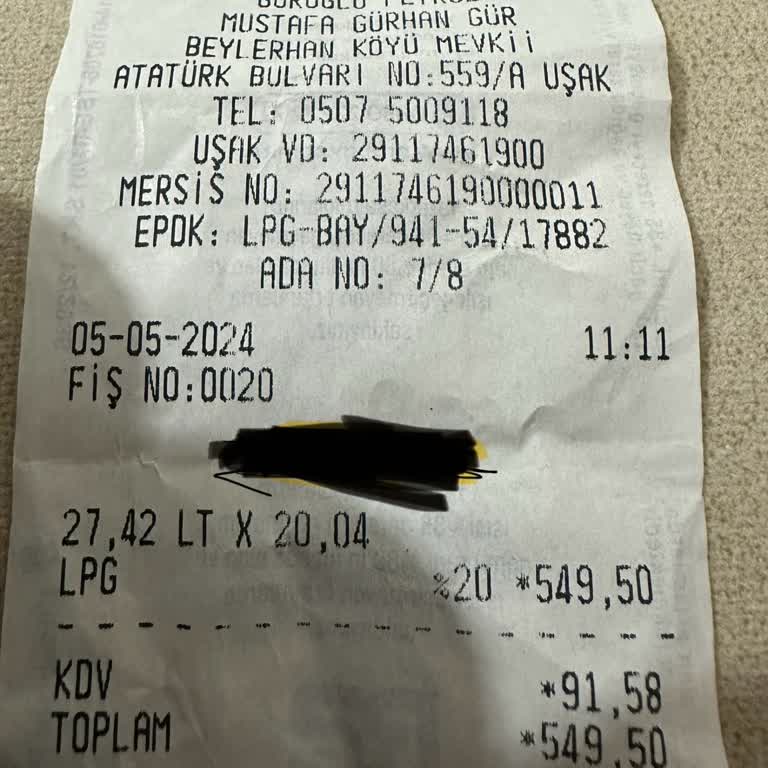 MUSTAFA GÜRHAN GÜR
BEYLERHAN KÖYÜ MEVKİİ
ATATÜRK BULVARI NO:559/A UŞAK
TEL: 0507 5009118
UŞAK VD: 29117461900
MERSİS NO: 2911746190000011
EPDK: LPG-BAY/941-54/17882
ADA NO: 7/8
05-05-2024 11:11
FİŞ NO:0020
27,42 LT X 20,04
LPG %20 *549,50
KDV *91,58
TOPLAM *549,50